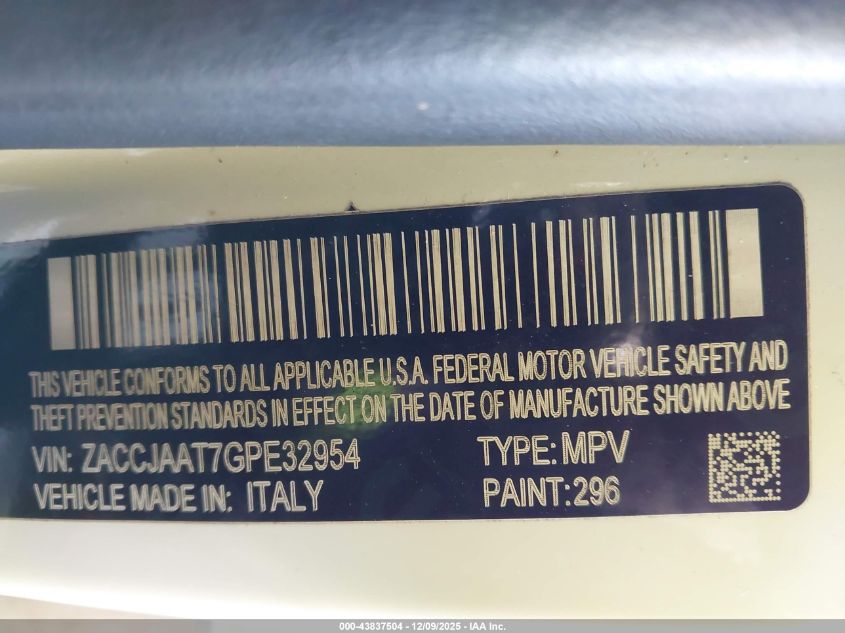 THIS VEHICLE CONFORMS TO ALL APPLICABLE U.S.A. FEDERAL MOTOR VEHICLE SAFETY AND
THEFT PREVENTION STANDARDS IN EFFECT ON THE DATE OF MANUFACTURE SHOWN ABOVE
VIN: ZACCJAAT7GPE32954 TYPE: MPV
VEHICLE MADE IN: ITALY PAINT: 296
000-43837504 - 12/09/2025 - IAA Inc.